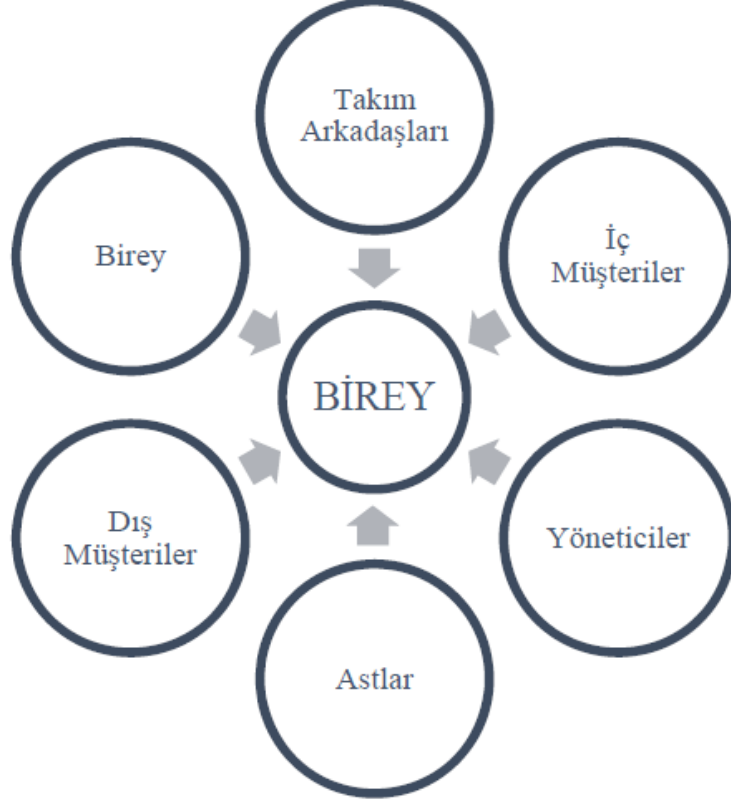 Takım
Arkadaşları
Birey
İç
Müşteriler
BİREY
Dış
Müşteriler
Yöneticiler
Astlar